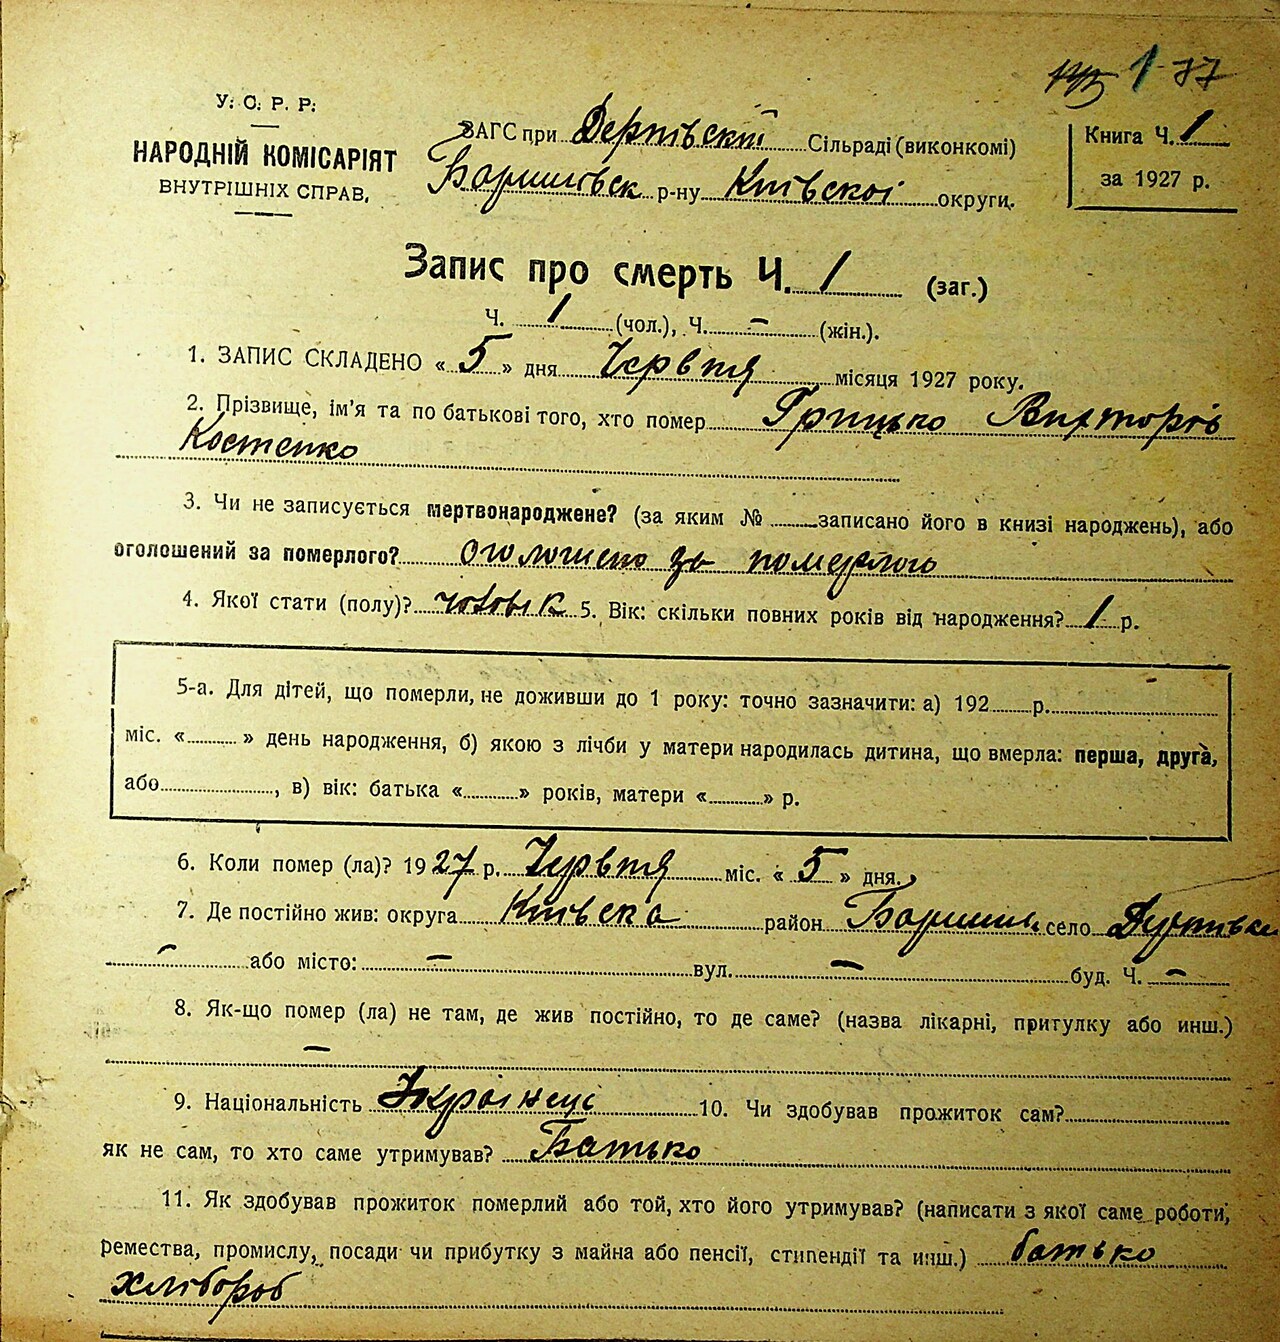 1-77
У. С. Р. Р.
НАРОДНІЙ КОМІСАРІЯТ
ВНУТРІШНІХ СПРАВ,
ЗАГС при Дернівскій Сільраді (виконкомі)
Баришівск р-ну Київскоі округи.
Книга Ч. 1
за 1927 р.
Запис про смерть Ч. 1 (заг.)
Ч. 1 (чол.), Ч. - (жін.).
1. ЗАПИС СКЛАДЕНО « 5 » дня Червня місяця 1927 року.
2. Прізвище, ім'я та по батькові того, хто помер Грицько Вихторов
Костенко
3. Чи не записується мертвонароджене? (за яким № записано його в книзі народжень), або
оголошений за померлого? оголошено за померлого
4. Якої стати (полу)? чоловік 5. Вік: скільки повних років від народження? 1 р.
5-а. Для дітей, що померли, не доживши до 1 року: точно зазначити: а) 192 р.
міс. « » день народження, б) якою з лічби у матери народилась дитина, що вмерла: перша, друга,
або , в) вік: батька « » років, матери « » р.
6. Коли помер (ла)? 1927 р. Червня міс. « 5 » дня.
7. Де постійно жив: округа Київска район Баришів. село
- або місто: - вул. - буд. Ч. -
8. Як-що помер (ла) не там, де жив постійно, то де саме? (назва лікарні, притулку або инш.)
-
9. Національність Українец 10. Чи здобував прожиток сам?
як не сам, то хто саме утримував? Батько
11. Як здобував прожиток померлий або той, хто його утримував? (написати з якої саме роботи,
ремества, промислу, посади чи прибутку з майна або пенсії, стипендії та инш.) батько
хлібороб